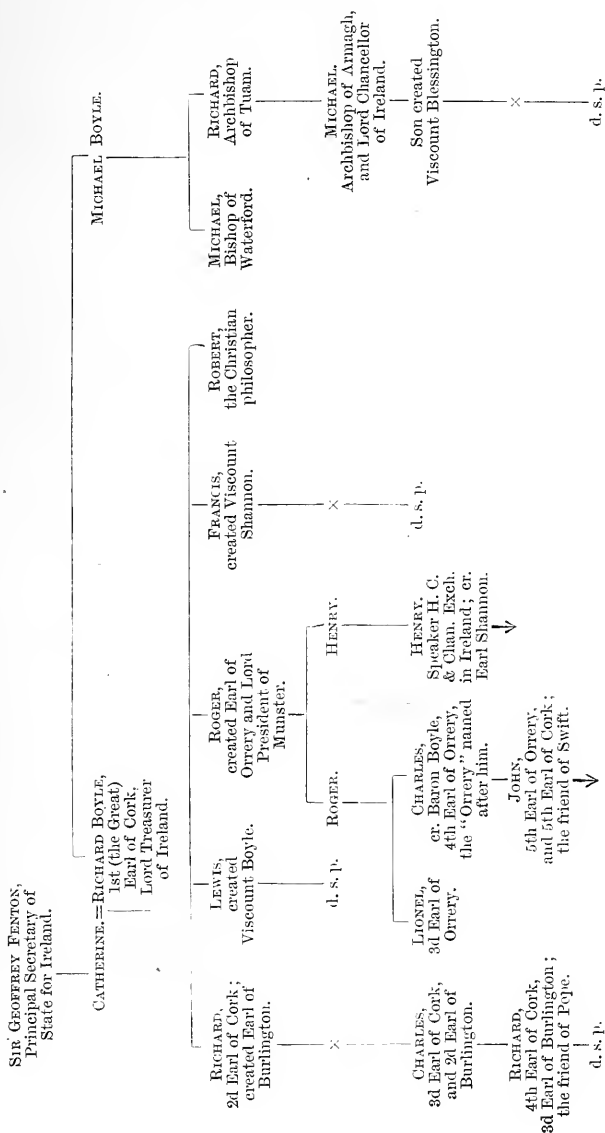 SIR GEOFFREY FENTON,
Principal Secretary of
State for Ireland.
CATHERINE.=RICHARD BOYLE,
1st (the Great)
Earl of Cork,
Lord Treasurer
of Ireland.
MICHAEL BOYLE.
RICHARD,
2d Earl of Cork;
created Earl of
Burlington.
LEWIS,
created
Viscount Boyle.
ROGER,
created Earl of
Orrery and Lord
President of
Munster.
FRANCIS,
created Viscount
Shannon.
ROBERT,
the Christian
philosopher.
MICHAEL,
Bishop of
Waterford.
RICHARD,
Archbishop
of Tuam.
×
d. s. p.
ROGER.
HENRY.
×
MICHAEL.
Archbishop of Armagh,
and Lord Chancellor
of Ireland.
CHARLES,
3d Earl of Cork,
and 2d Earl of
Burlington.
LIONEL,
3d Earl of
Orrery.
CHARLES,
cr. Baron Boyle,
4th Earl of Orrery,
the "Orrery" named
after him.
HENRY.
Speaker H. C.
& Chan. Exch.
in Ireland; cr.
Earl Shannon.
d. s. p.
Son created
Viscount Blessington.
RICHARD,
4th Earl of Cork,
3d Earl of Burlington;
the friend of Pope.
JOHN,
5th Earl of Orrery,
and 5th Earl of Cork;
the friend of Swift.
×
d. s. p.
d. s. p.